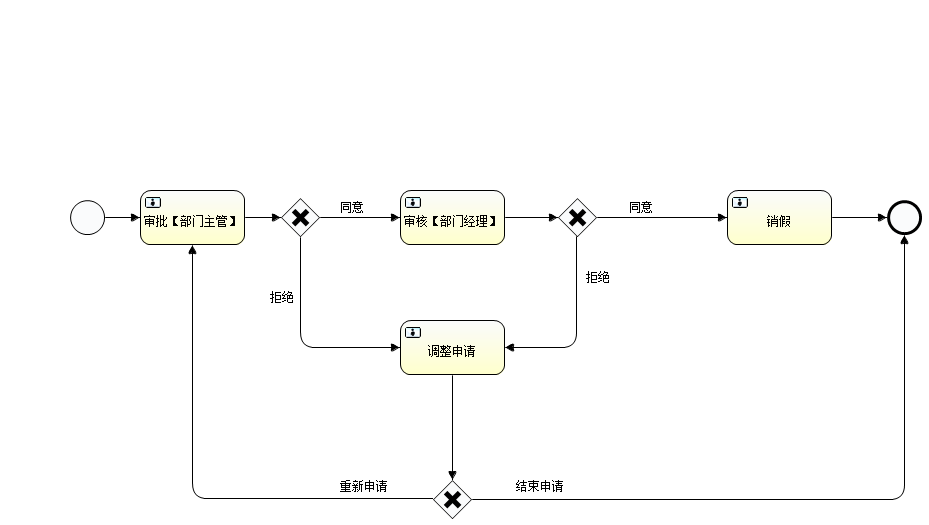 同意
同意
审批【部门主管】
审核【部门经理】
销假
拒绝
拒绝
调整申请
重新申请
结束申请